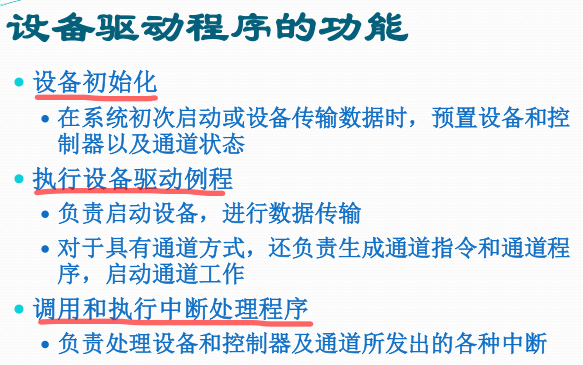 设备驱动程序的功能
设备初始化
在系统初次启动或设备传输数据时，预置设备和控
制器以及通道状态
执行设备驱动例程
负责启动设备，进行数据传输
对于具有通道方式，还负责生成通道指令和通道程
序，启动通道工作
调用和执行中断处理程序
负责处理设备和控制器及通道所发出的各种中断